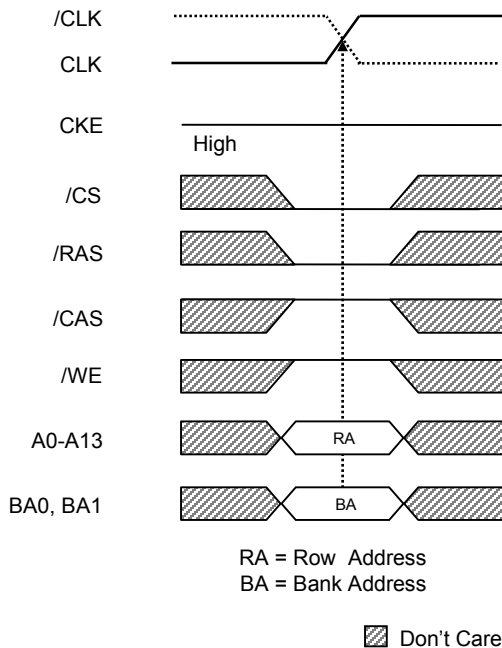 /CLK
CLK
CKE
High
/CS
/RAS
/CAS
/WE
A0-A13
RA
BA0, BA1
BA
RA = Row Address
BA = Bank Address
Don't Care